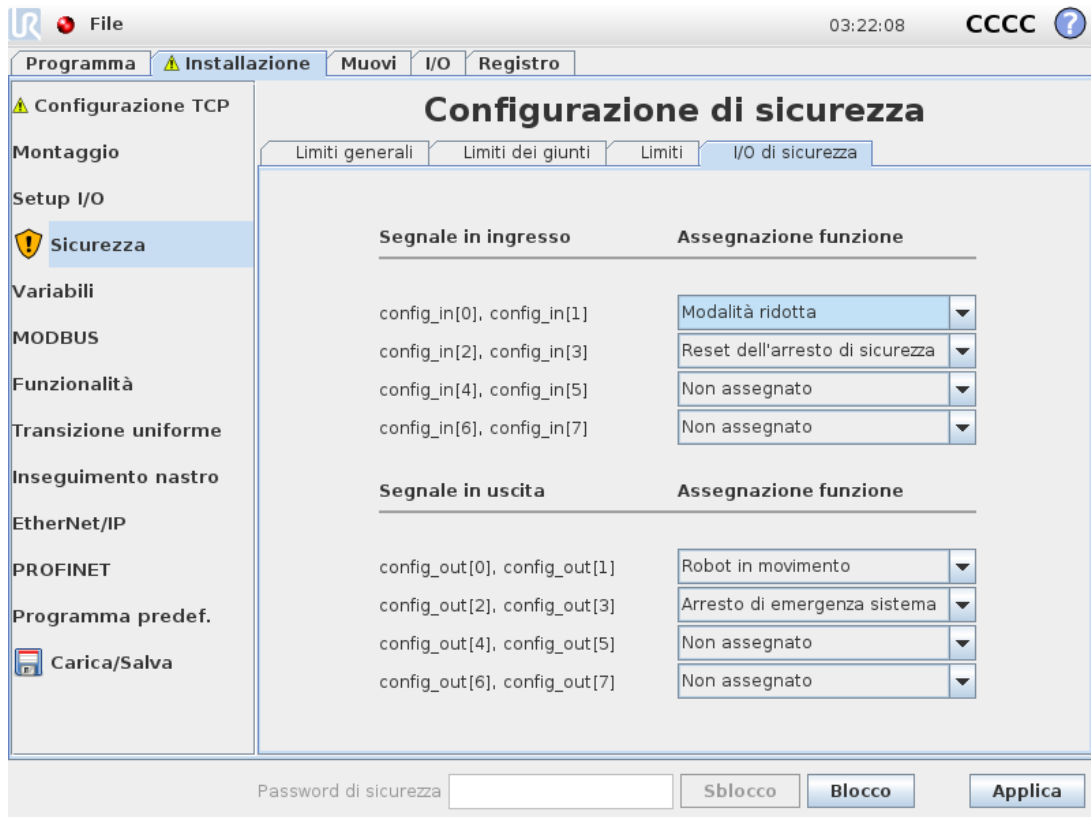 UR File 03:22:08 CCCC ?
Programma Installazione Muovi I/O Registro
Configurazione TCP
Montaggio
Setup I/O
Sicurezza
Variabili
MODBUS
Funzionalità
Transizione uniforme
Inseguimento nastro
EtherNet/IP
PROFINET
Programma predef.
Carica/Salva
Configurazione di sicurezza
Limiti generali Limiti dei giunti Limiti I/O di sicurezza
Segnale in ingresso Assegnazione funzione
config_in[0], config_in[1] Modalità ridotta
config_in[2], config_in[3] Reset dell'arresto di sicurezza
config_in[4], config_in[5] Non assegnato
config_in[6], config_in[7] Non assegnato
Segnale in uscita Assegnazione funzione
config_out[0], config_out[1] Robot in movimento
config_out[2], config_out[3] Arresto di emergenza sistema
config_out[4], config_out[5] Non assegnato
config_out[6], config_out[7] Non assegnato
Password di sicurezza Sblocco Blocco Applica